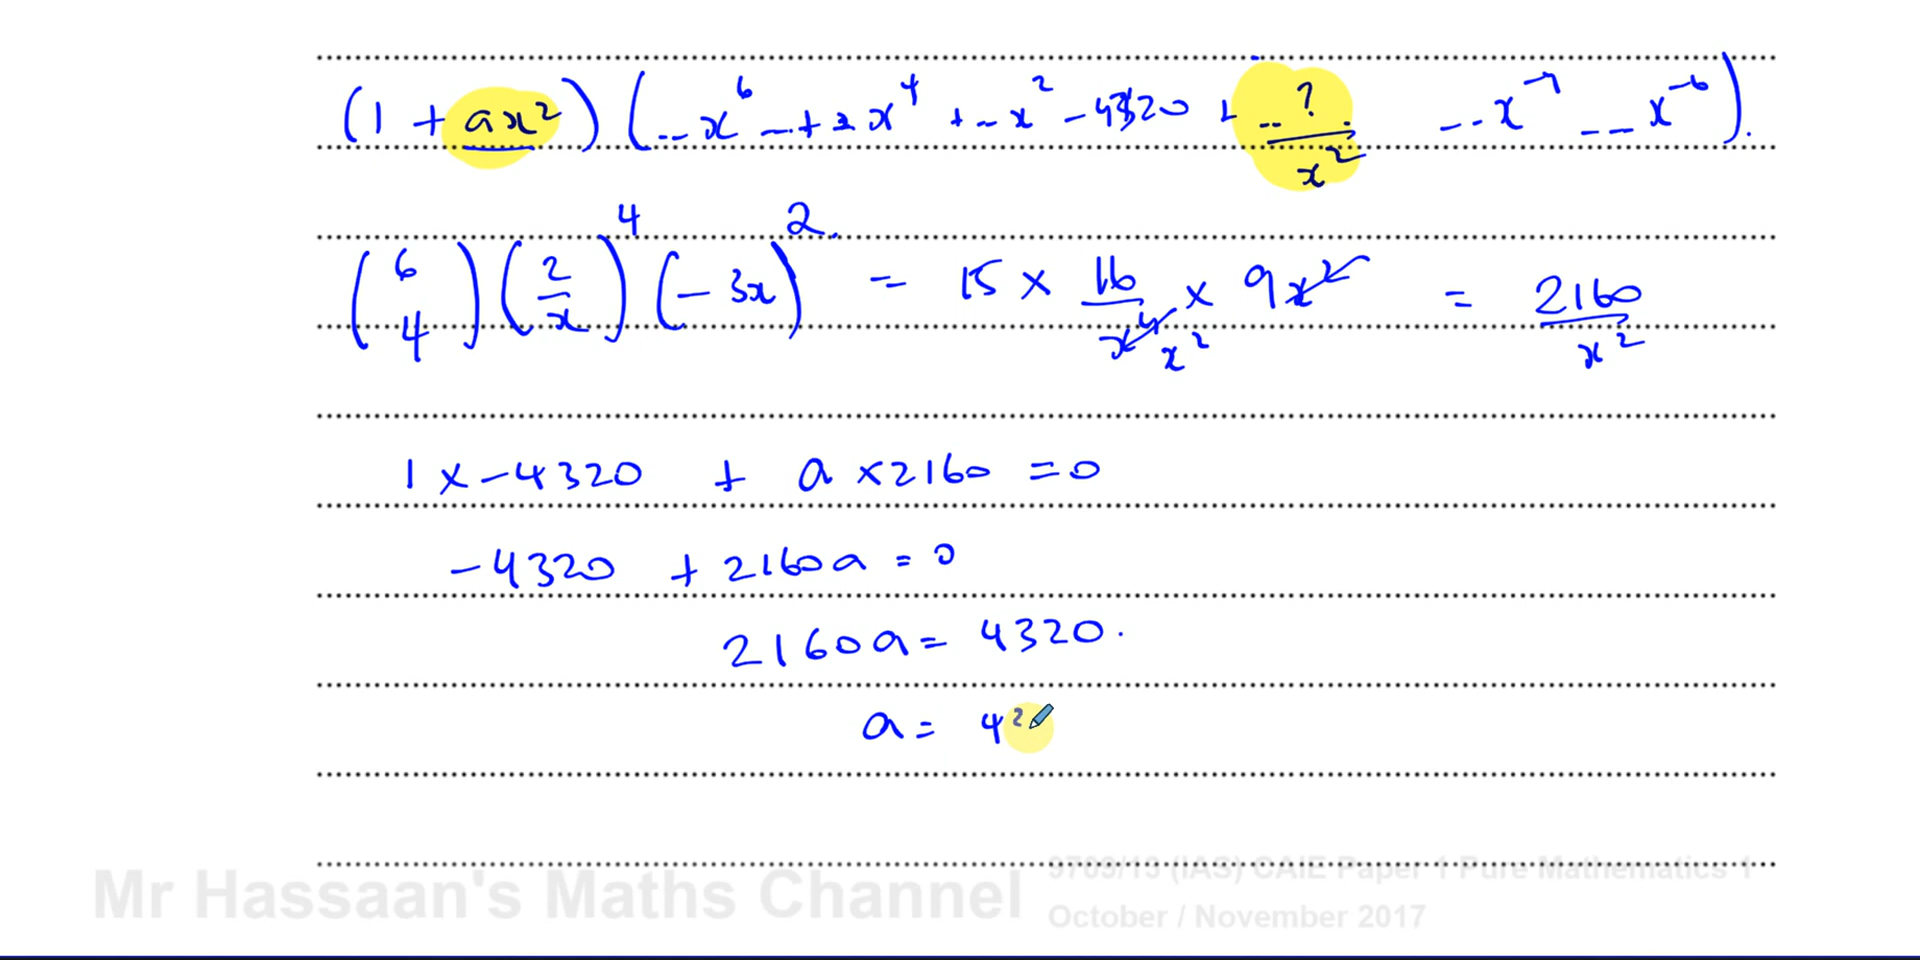 (1 + ax²) ( -- x⁶ -- + 2 x⁴ + -- x² - 4320 + -- ? / x² -- x⁻⁴ -- x⁻⁶ ).
(6 4) (2/x)⁴ (-3x)² = 15 × 16/x⁴ x² × 9x² = 2160/x²
1 × -4320 + a × 2160 = 0
-4320 + 2160a = 0
2160a = 4320.
a = 4
Mr Hassaan's Maths Channel
9709/13 (IAS) CAIE Paper 1 Pure Mathematics 1
October / November 2017